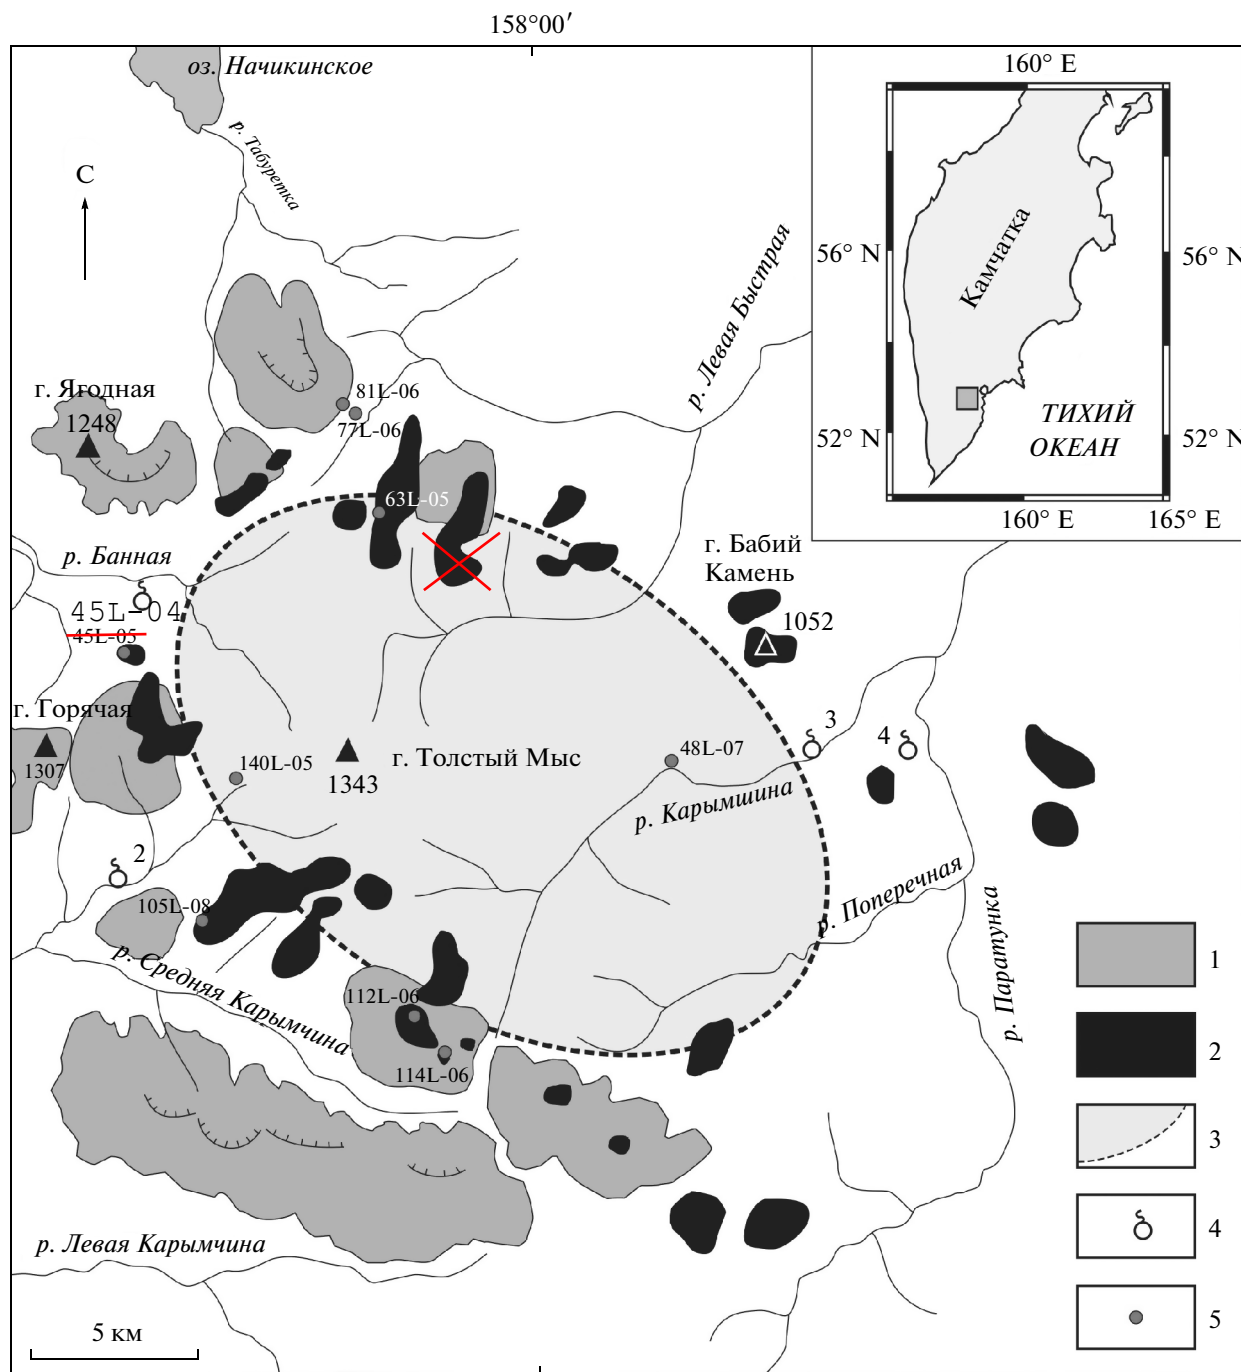 158°00′
оз. Начикинское
р. Табуретка
С
160° E
56° N
56° N
Камчатка
ТИХИЙ
ОКЕАН
52° N
52° N
160° E
165° E
р. Левая Быстрая
г. Ягодная
1248
81L-06
77L-06
63L-05
р. Банная
г. Бабий
Камень
1052
45L-04
45L-05
г. Горячая
1307
140L-05
г. Толстый Мыс
1343
48L-07
3
4
р. Карымшина
2
105L-08
р. Поперечная
р. Средняя Карымчина
112L-06
114L-06
р. Паратунка
р. Левая Карымчина
5 км
1
2
3
4
5